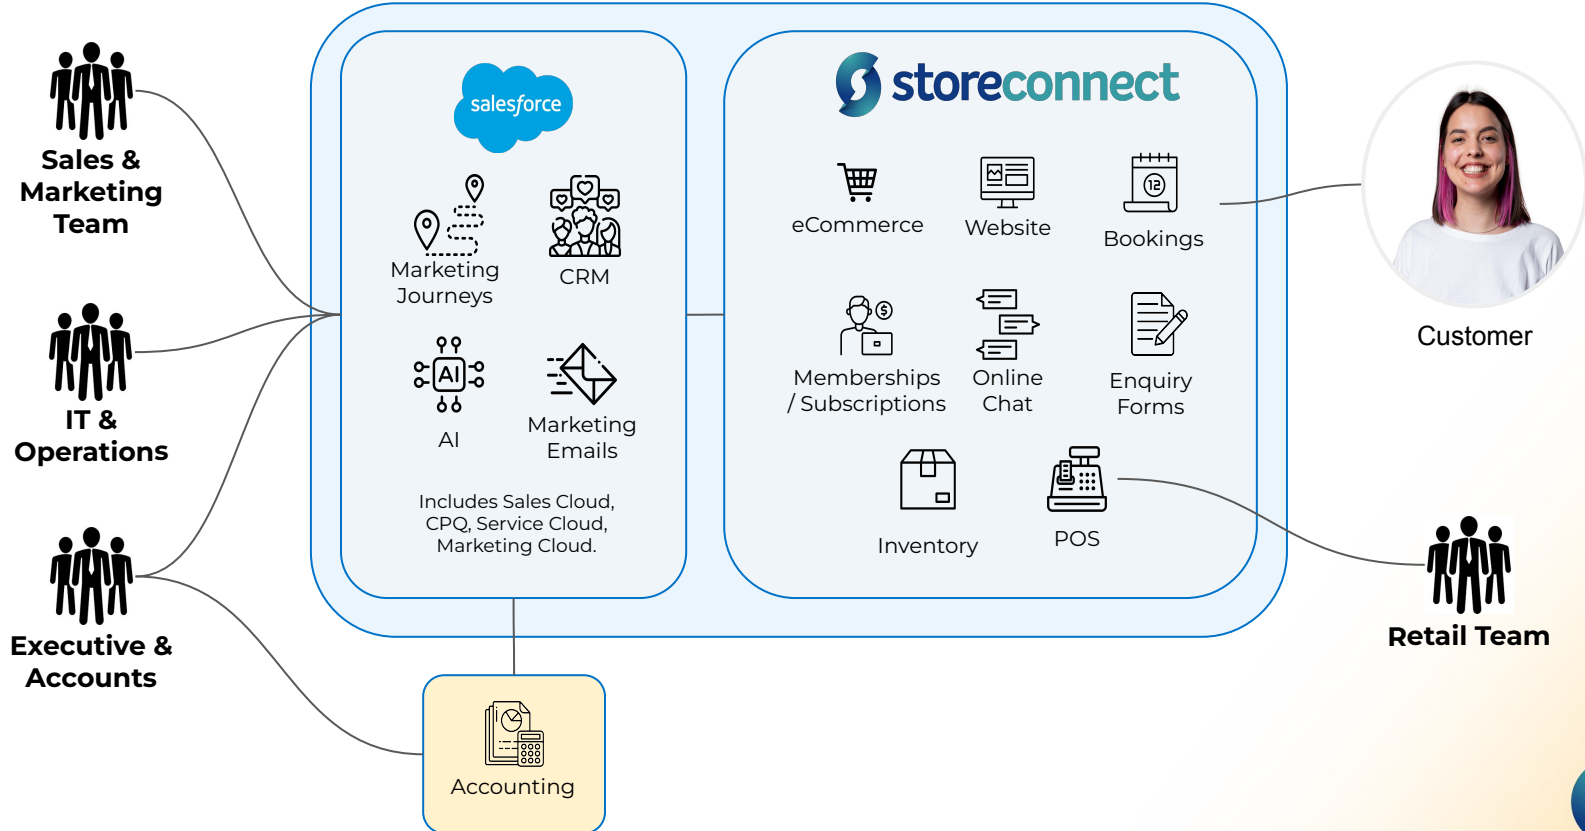 Sales &
Marketing
Team
IT &
Operations
Executive &
Accounts
salesforce
Marketing
Journeys
CRM
AI
AI
Marketing
Emails
Includes Sales Cloud,
CPQ, Service Cloud,
Marketing Cloud.
storeconnect
eCommerce
Website
12
Bookings
$
Memberships
/ Subscriptions
Online
Chat
Enquiry
Forms
Inventory
POS
Accounting
Customer
Retail Team